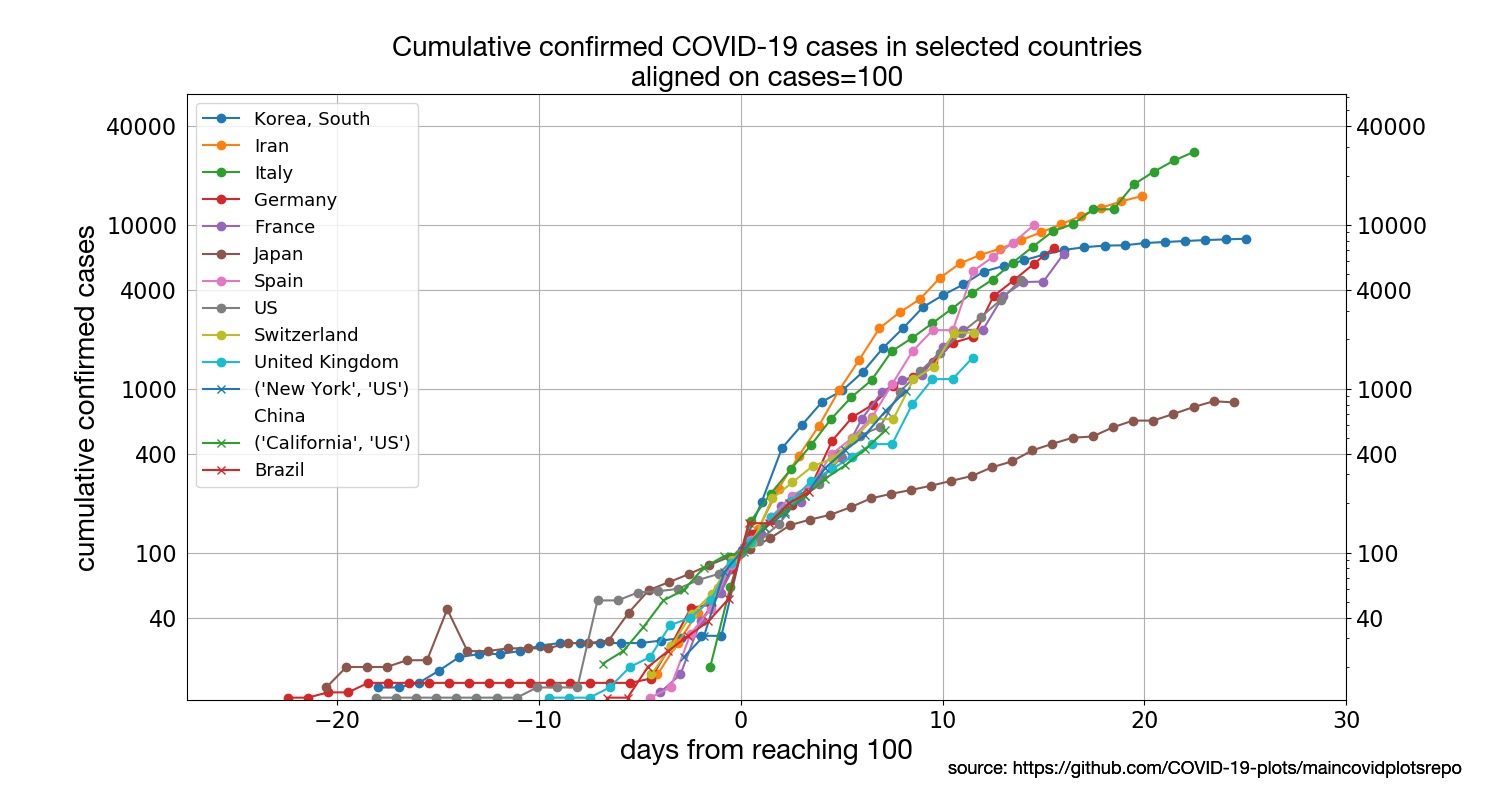 Cumulative confirmed COVID-19 cases in selected countries
aligned on cases=100
cumulative confirmed cases
40000
10000
4000
1000
400
100
40
Korea, South
Iran
Italy
Germany
France
Japan
Spain
US
Switzerland
United Kingdom
('New York', 'US')
China
('California', 'US')
Brazil
40000
10000
4000
1000
400
100
40
−20
−10
0
10
20
30
days from reaching 100
source: https://github.com/COVID-19-plots/maincovidplotsrepo